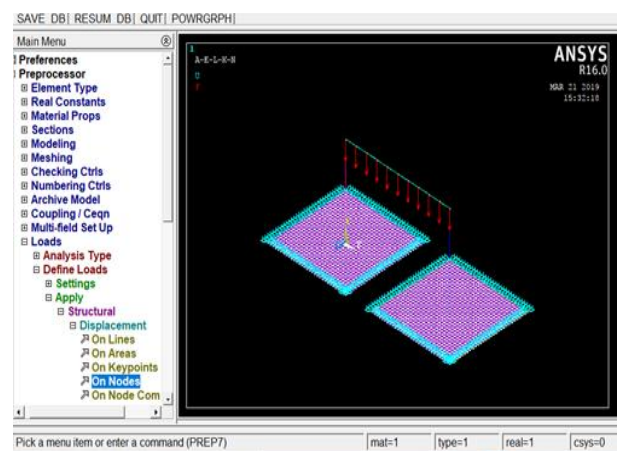 SAVE_DB| RESUM_DB| QUIT| POWRGRPH|
Main Menu
Preferences
Preprocessor
Element Type
Real Constants
Material Props
Sections
Modeling
Meshing
Checking Ctrls
Numbering Ctrls
Archive Model
Coupling / Ceqn
Multi-field Set Up
Loads
Analysis Type
Define Loads
Settings
Apply
Structural
Displacement
On Lines
On Areas
On Keypoints
On Nodes
On Node Com
1
A-E-L-K-N
U
F
ANSYS
R16.0
MAR 21 2019
15:32:18
Pick a menu item or enter a command (PREP7)
mat=1
type=1
real=1
csys=0